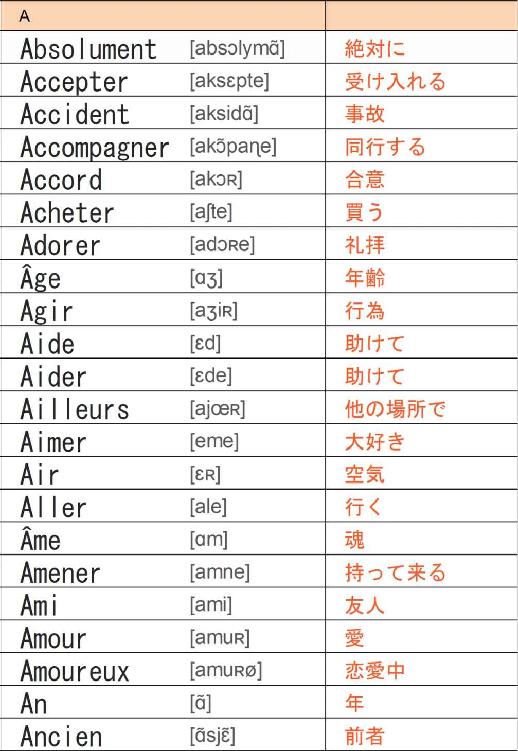 A
Absolument [absɔlymɑ̃] 絶対に
Accepter [aksɛpte] 受け入れる
Accident [aksidɑ̃] 事故
Accompagner [akɔ̃paɳe] 同行する
Accord [akɔʀ] 合意
Acheter [aʃte] 買う
Adorer [adɔʀe] 礼拝
Âge [ɑʒ] 年齢
Agir [aʒiʀ] 行為
Aide [ɛd] 助けて
Aider [ɛde] 助けて
Ailleurs [ajœʀ] 他の場所で
Aimer [eme] 大好き
Air [ɛʀ] 空気
Aller [ale] 行く
Âme [ɑm] 魂
Amener [amne] 持って来る
Ami [ami] 友人
Amour [amuʀ] 愛
Amoureux [amuʀø] 恋愛中
An [ɑ̃] 年
Ancien [ɑ̃sjɛ̃] 前者